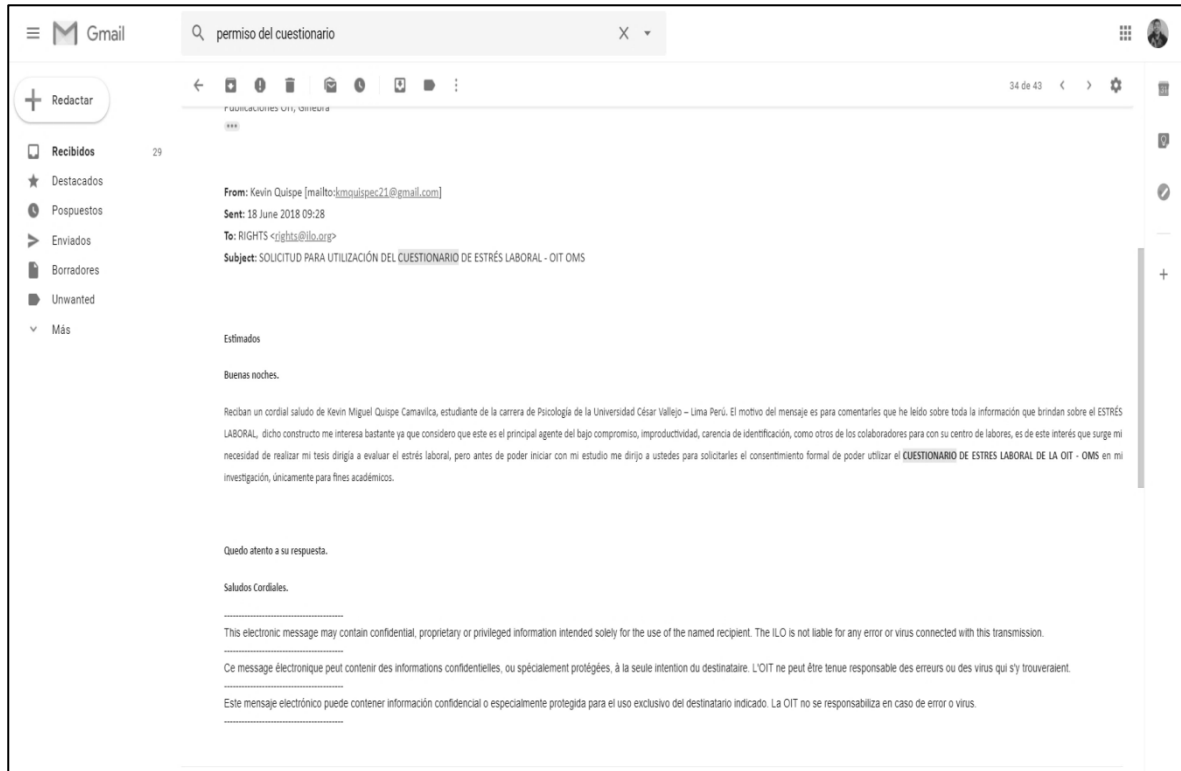 Gmail
permiso del cuestionario
Redactar
34 de 43
Publicaciones OIT, Ginebra
Recibidos 29
Destacados
Pospuestos
Enviados
Borradores
Unwanted
Más
From: Kevin Quispe [mailto:kmquispec21@gmail.com]
Sent: 18 June 2018 09:28
To: RIGHTS <rights@ilo.org>
Subject: SOLICITUD PARA UTILIZACIÓN DEL CUESTIONARIO DE ESTRÉS LABORAL - OIT OMS
Estimados
Buenas noches.
Reciban un cordial saludo de Kevin Miguel Quispe Camavilca, estudiante de la carrera de Psicología de la Universidad César Vallejo – Lima Perú. El motivo del mensaje es para comentarles que he leído sobre toda la información que brindan sobre el ESTRÉS
LABORAL, dicho constructo me interesa bastante ya que considero que este es el principal agente del bajo compromiso, improductividad, carencia de identificación, como otros de los colaboradores para con su centro de labores, es de este interés que surge mi
necesidad de realizar mi tesis dirigía a evaluar el estrés laboral, pero antes de poder iniciar con mi estudio me dirijo a ustedes para solicitarles el consentimiento formal de poder utilizar el CUESTIONARIO DE ESTRES LABORAL DE LA OIT - OMS en mi
investigación, únicamente para fines académicos.
Quedo atento a su respuesta.
Saludos Cordiales.
This electronic message may contain confidential, proprietary or privileged information intended solely for the use of the named recipient. The ILO is not liable for any error or virus connected with this transmission.
Ce message électronique peut contenir des informations confidentielles, ou spécialement protégées, à la seule intention du destinataire. L'OIT ne peut être tenue responsable des erreurs ou des virus qui s'y trouveraient.
Este mensaje electrónico puede contener información confidencial o especialmente protegida para el uso exclusivo del destinatario indicado. La OIT no se responsabiliza en caso de error o virus.